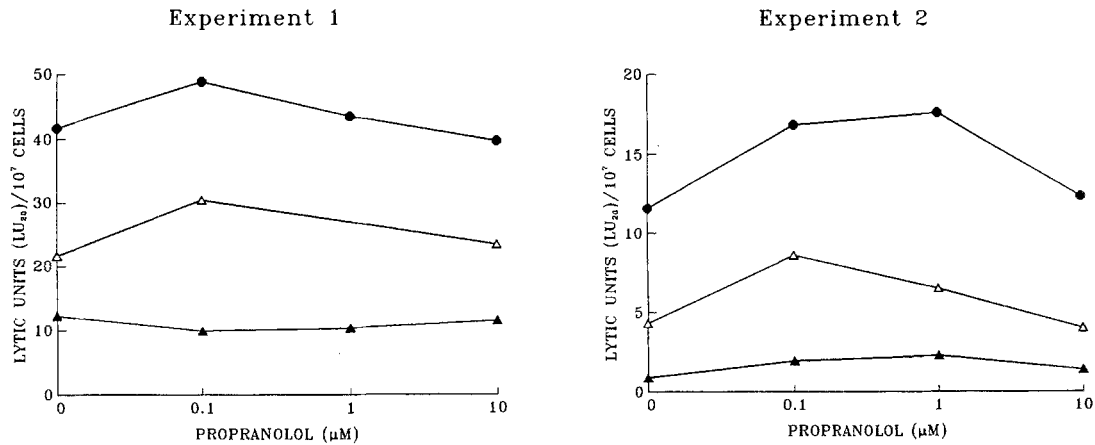 Experiment 1
LYTIC UNITS (LU₂₀)/10⁷ CELLS
50
40
30
20
10
0
0 0.1 1 10
PROPRANOLOL (μM)
Experiment 2
LYTIC UNITS (LU₂₀)/10⁷ CELLS
20
15
10
5
0
0 0.1 1 10
PROPRANOLOL (μM)